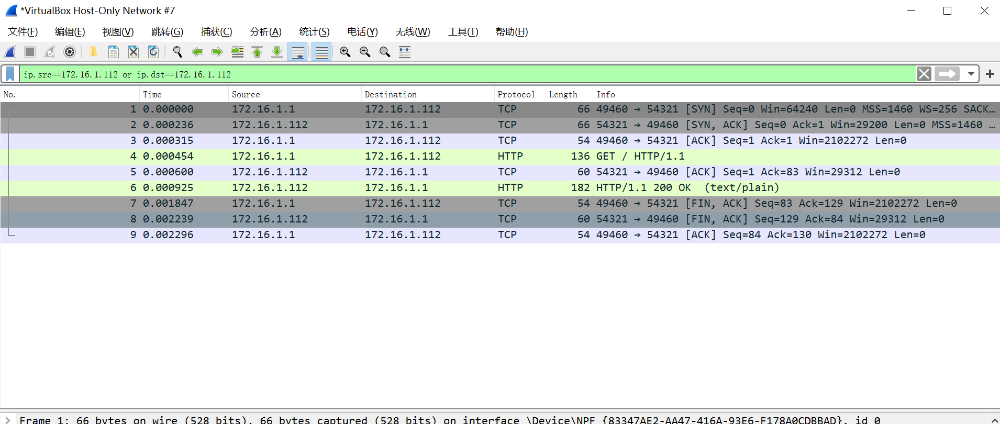 *VirtualBox Host-Only Network #7
文件(F) 编辑(E) 视图(V) 跳转(G) 捕获(C) 分析(A) 统计(S) 电话(Y) 无线(W) 工具(T) 帮助(H)
ip.src==172.16.1.112 or ip.dst==172.16.1.112
No. Time Source Destination Protocol Length Info
1 0.000000 172.16.1.1 172.16.1.112 TCP 66 49460 → 54321 [SYN] Seq=0 Win=64240 Len=0 MSS=1460 WS=256 SACK…
2 0.000236 172.16.1.112 172.16.1.1 TCP 66 54321 → 49460 [SYN, ACK] Seq=0 Ack=1 Win=29200 Len=0 MSS=1460 …
3 0.000315 172.16.1.1 172.16.1.112 TCP 54 49460 → 54321 [ACK] Seq=1 Ack=1 Win=2102272 Len=0
4 0.000454 172.16.1.1 172.16.1.112 HTTP 136 GET / HTTP/1.1
5 0.000600 172.16.1.112 172.16.1.1 TCP 60 54321 → 49460 [ACK] Seq=1 Ack=83 Win=29312 Len=0
6 0.000925 172.16.1.112 172.16.1.1 HTTP 182 HTTP/1.1 200 OK (text/plain)
7 0.001847 172.16.1.1 172.16.1.112 TCP 54 49460 → 54321 [FIN, ACK] Seq=83 Ack=129 Win=2102272 Len=0
8 0.002239 172.16.1.112 172.16.1.1 TCP 60 54321 → 49460 [FIN, ACK] Seq=129 Ack=84 Win=29312 Len=0
9 0.002296 172.16.1.1 172.16.1.112 TCP 54 49460 → 54321 [ACK] Seq=84 Ack=130 Win=2102272 Len=0
Frame 1: 66 bytes on wire (528 bits), 66 bytes captured (528 bits) on interface \Device\NPF_{83347AE2-AA47-416A-93E6-F178A0CDBBAD}, id 0